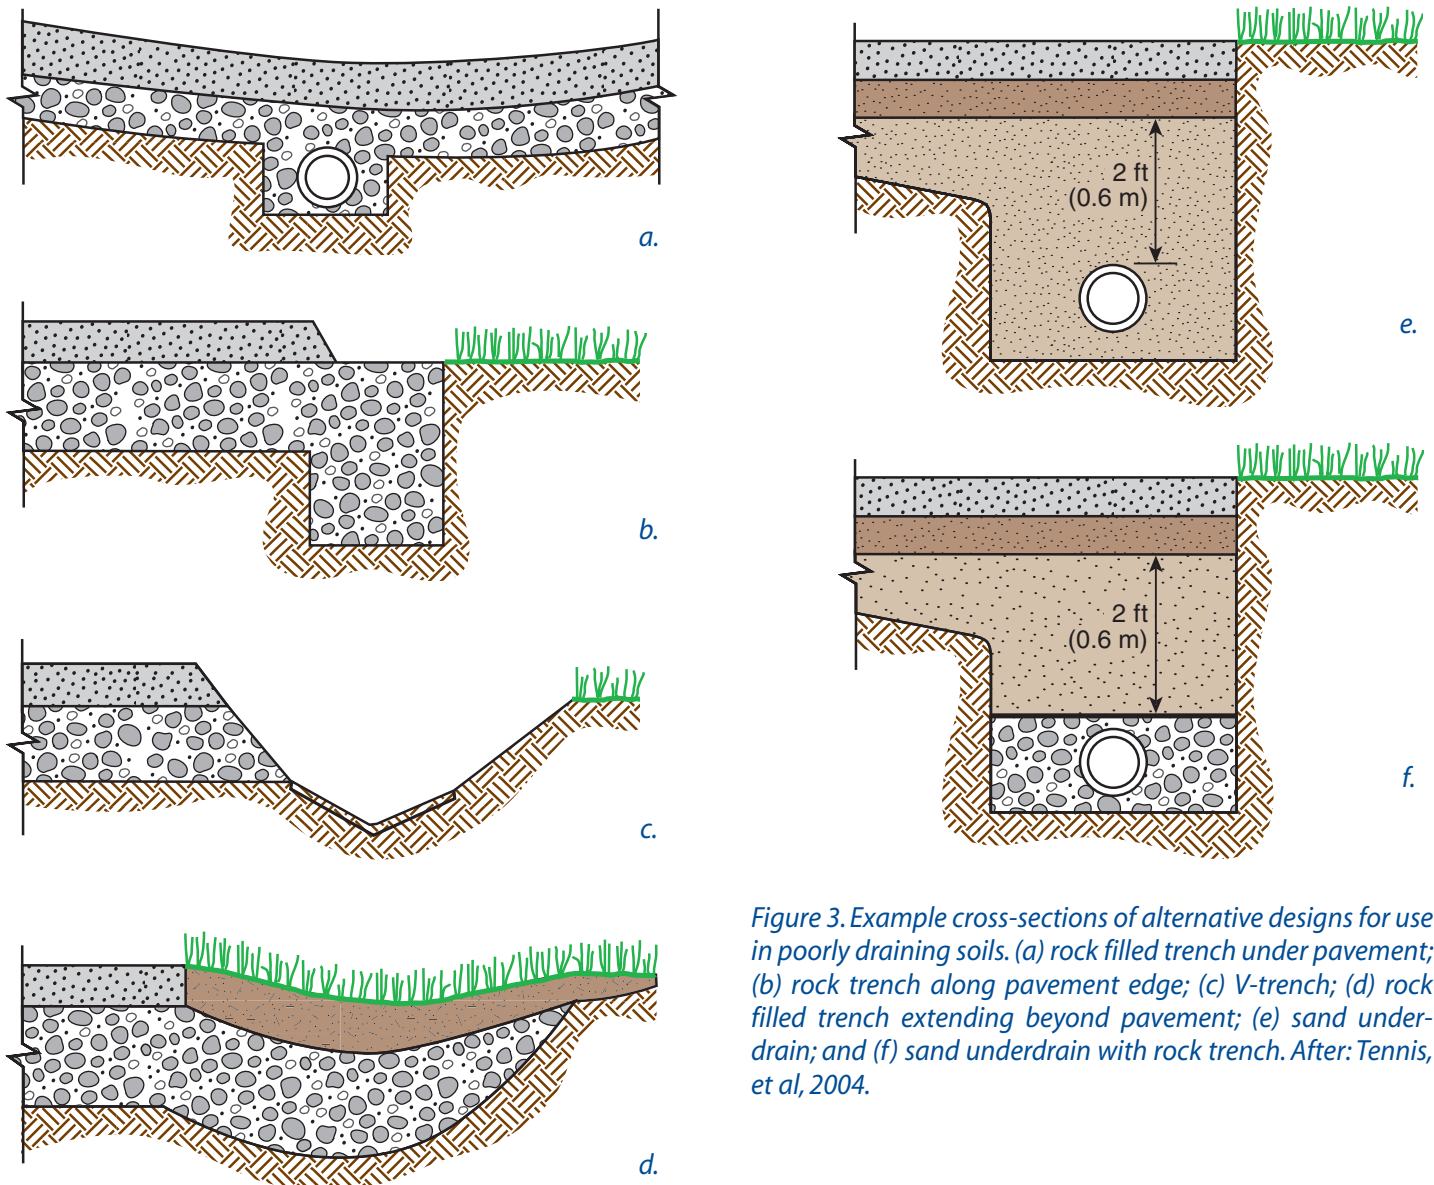 a.
b.
c.
d.
2 ft
(0.6 m)
e.
2 ft
(0.6 m)
f.
Figure 3. Example cross-sections of alternative designs for use
in poorly draining soils. (a) rock filled trench under pavement;
(b) rock trench along pavement edge; (c) V-trench; (d) rock
filled trench extending beyond pavement; (e) sand under-
drain; and (f) sand underdrain with rock trench. After: Tennis,
et al, 2004.